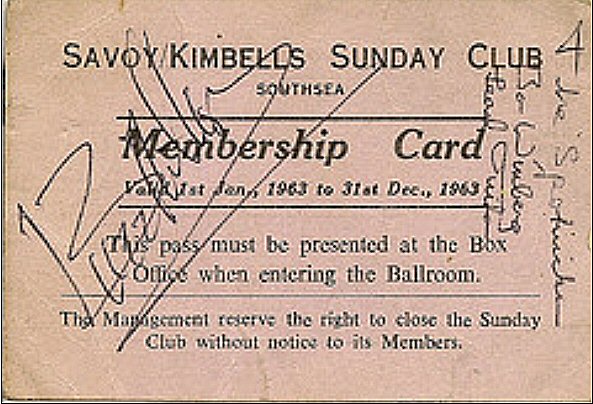 SAVOY/KIMBELLS SUNDAY CLUB
SOUTHSEA
Membership Card
Valid 1st Jan., 1963 to 31st Dec., 1963
This pass must be presented at the Box
Office when entering the Ballroom.
The Management reserve the right to close the Sunday
Club without notice to its Members.
Bo Winberg